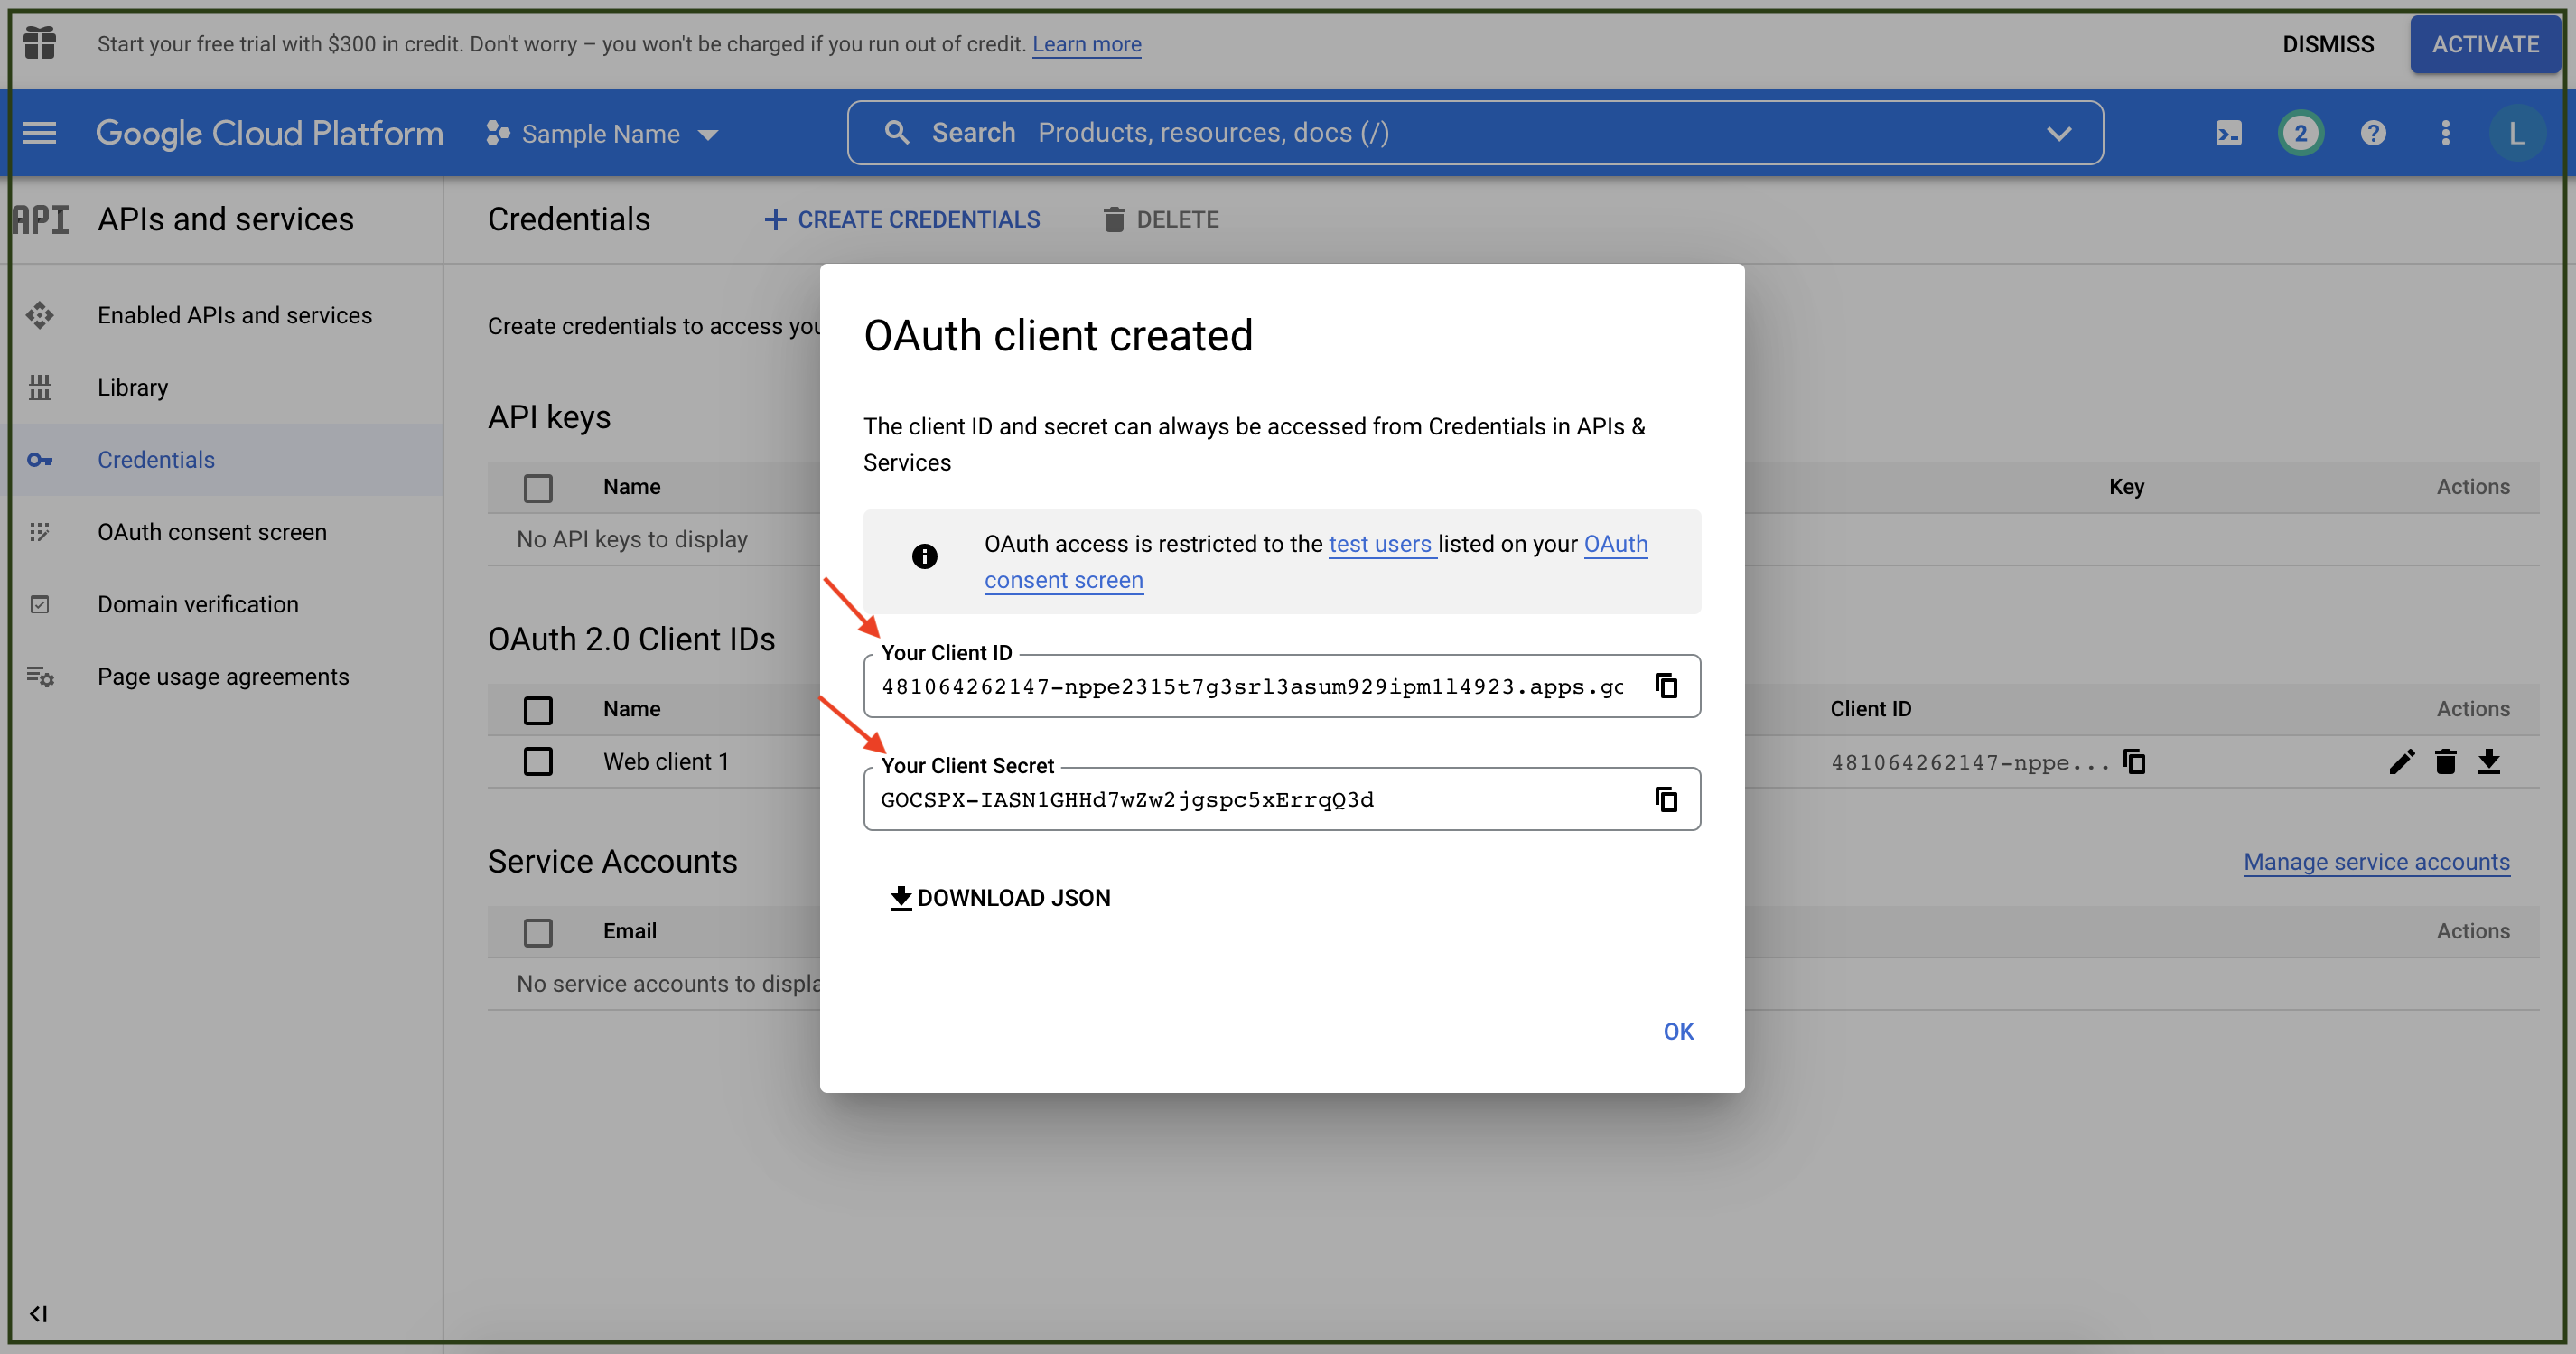 Start your free trial with $300 in credit. Don't worry – you won't be charged if you run out of credit. Learn more
DISMISS
ACTIVATE
Google Cloud Platform
Sample Name
Search Products, resources, docs (/)
2
?
L
API
APIs and services
Credentials
CREATE CREDENTIALS
DELETE
Enabled APIs and services
Library
Credentials
OAuth consent screen
Domain verification
Page usage agreements
Create credentials to access you
API keys
Name
Key
Actions
No API keys to display
OAuth 2.0 Client IDs
Name
Client ID
Actions
Web client 1
481064262147-nppe...
Service Accounts
Manage service accounts
Email
Actions
No service accounts to displa
OAuth client created
The client ID and secret can always be accessed from Credentials in APIs &
Services
OAuth access is restricted to the test users listed on your OAuth
consent screen
Your Client ID
481064262147-nppe2315t7g3srl3asum929ipm1l4923.apps.gc
Your Client Secret
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
DOWNLOAD JSON
OK